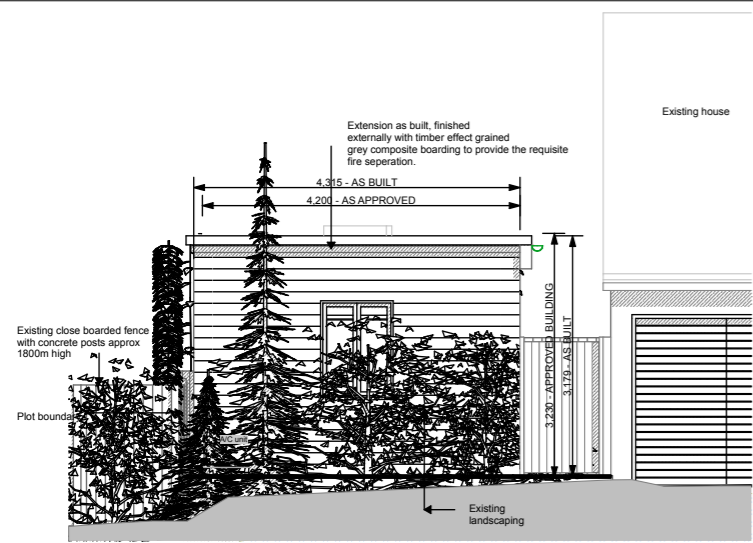 Existing house
Extension as built, finished
externally with timber effect grained
grey composite boarding to provide the requisite
fire seperation.
4,315 - AS BUILT
4,200 - AS APPROVED
3,230 - APPROVED BUILDING
3,179 - AS BUILT
Existing close boarded fence
with concrete posts approx
1800m high
Plot boundar
A/C unit
Existing
landscaping